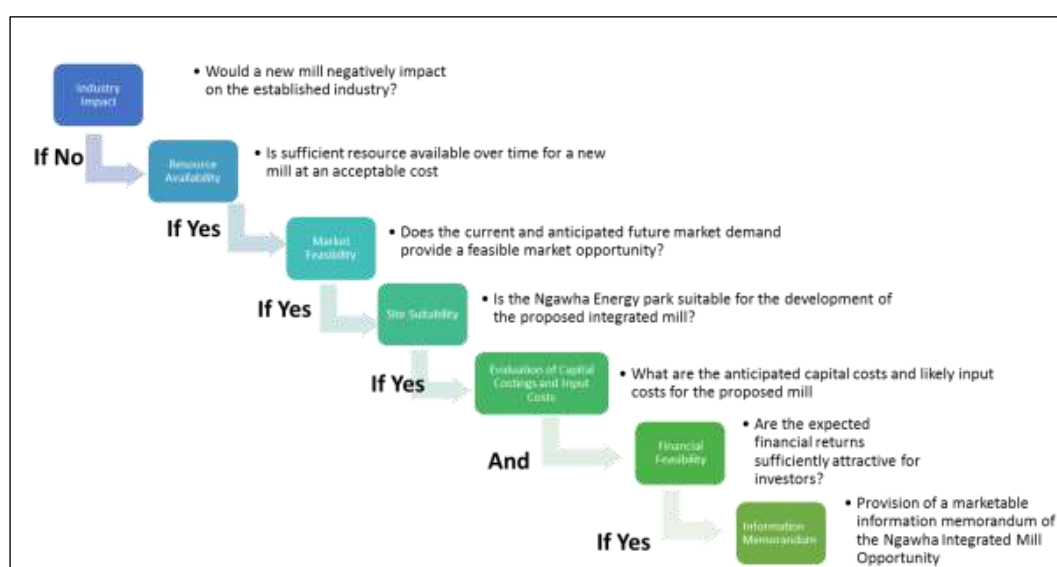 Industry
Impact
• Would a new mill negatively impact
on the established industry?
If No
Resource
Availability
• Is sufficient resource available over time for a new
mill at an acceptable cost
If Yes
Market
Feasibility
• Does the current and anticipated future market demand
provide a feasible market opportunity?
If Yes
Site Suitability
• Is the Ngawha Energy park suitable for the development of
the proposed integrated mill?
If Yes
Evaluation of Capital
Costings and Input
Costs
• What are the anticipated capital costs and likely input
costs for the proposed mill
And
Financial
Feasibility
• Are the expected
financial returns
sufficiently attractive for
investors?
If Yes
Information
Memorandum
• Provision of a marketable
information memorandum of
the Ngawha Integrated Mill
Opportunity